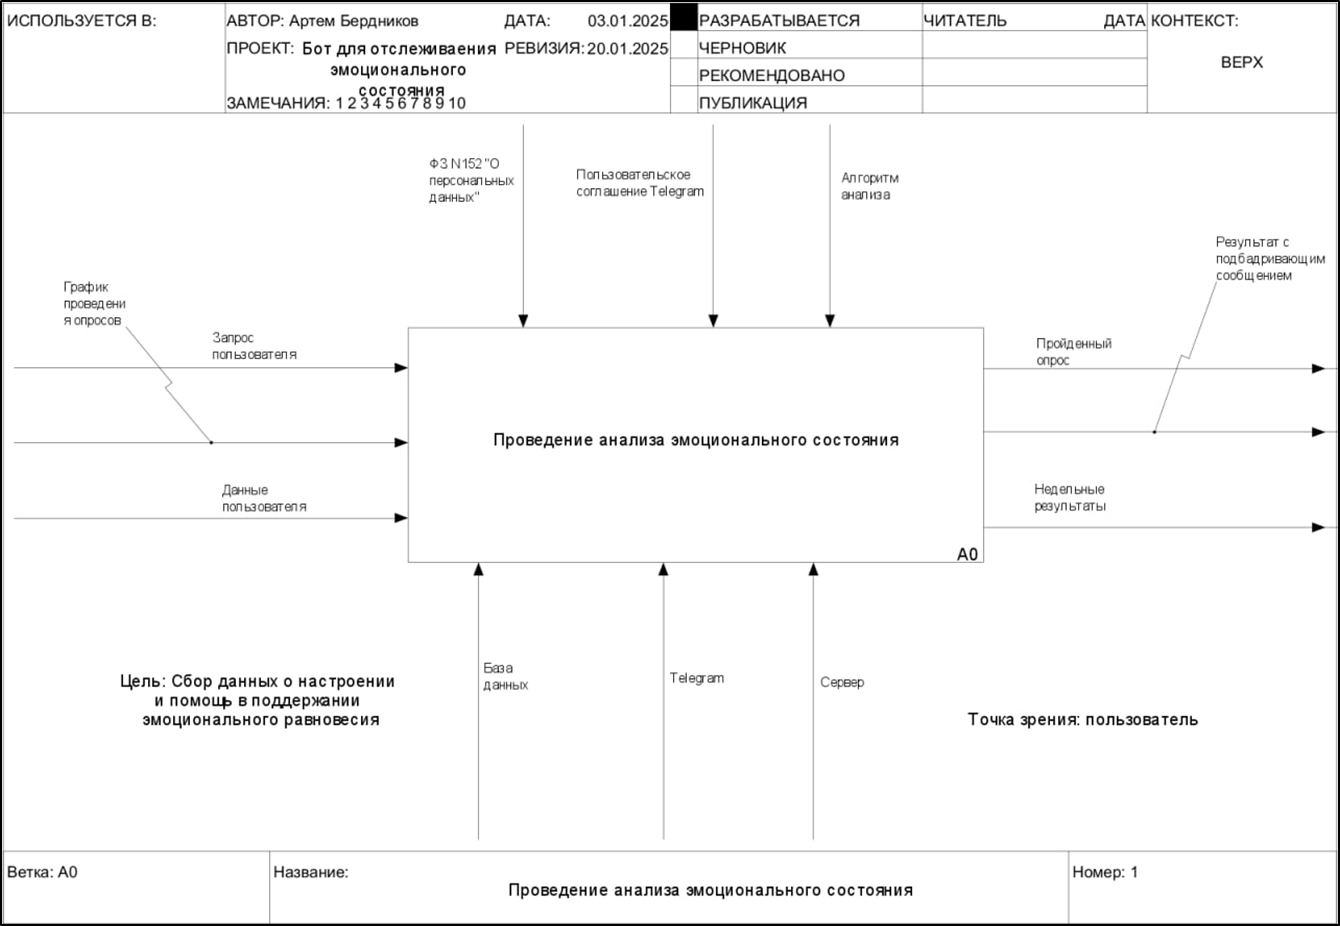 ИСПОЛЬЗУЕТСЯ В:
АВТОР: Артем Бердников
ДАТА: 03.01.2025
ПРОЕКТ: Бот для отслеживаения
эмоционального
состояния
РЕВИЗИЯ: 20.01.2025
ЗАМЕЧАНИЯ: 1 2 3 4 5 6 7 8 9 10
РАЗРАБАТЫВАЕТСЯ
ЧЕРНОВИК
РЕКОМЕНДОВАНО
ПУБЛИКАЦИЯ
ЧИТАТЕЛЬ
ДАТА
КОНТЕКСТ:
ВЕРХ
ФЗ N152 "О
персональных
данных"
Пользовательское
соглашение Telegram
Алгоритм
анализа
График
проведени
я опросов
Запрос
пользователя
Данные
пользователя
Проведение анализа эмоционального состояния
A0
Результат с
подбадривающим
сообщением
Пройденный
опрос
Недельные
результаты
База
данных
Telegram
Сервер
Цель: Сбор данных о настроении
и помощь в поддержании
эмоционального равновесия
Точка зрения: пользователь
Ветка: A0
Название:
Проведение анализа эмоционального состояния
Номер: 1